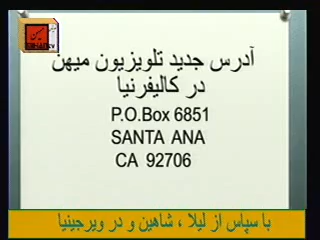 آدرس جدید تلویزیون میهن
در کالیفرنیا
P.O.Box 6851
SANTA ANA
CA 92706
با سپاس از لیلا ، شاهین و در ویرجینیا